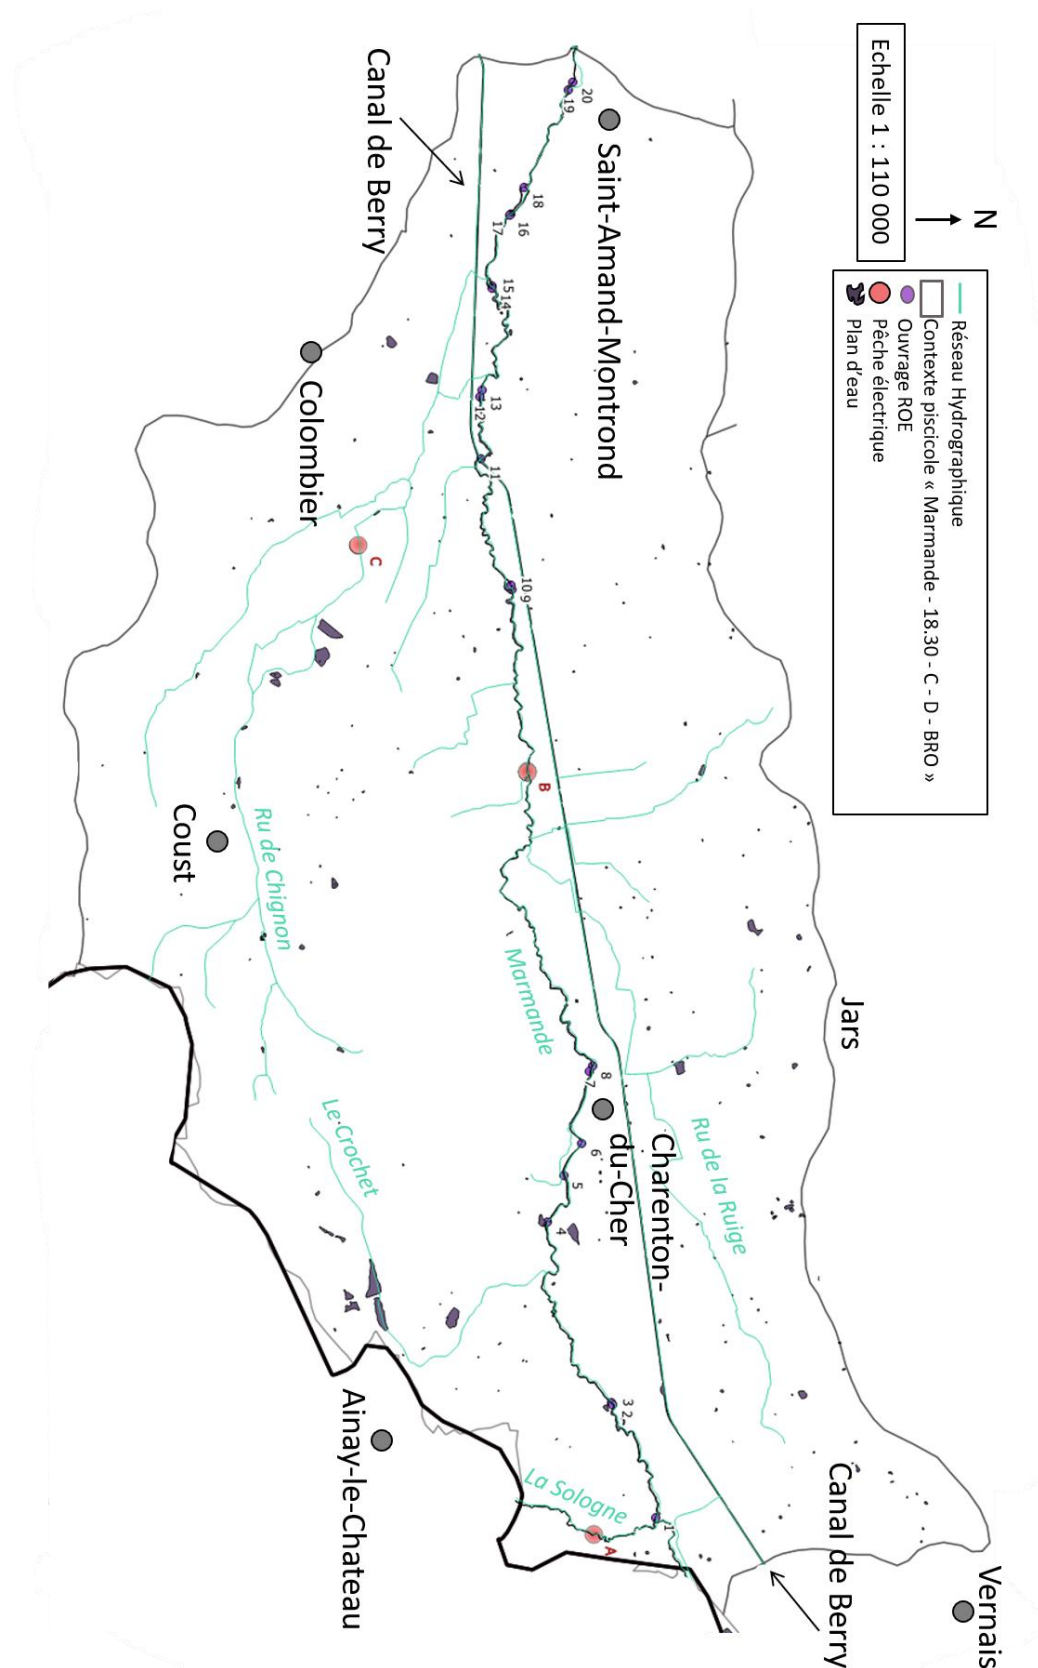 N
Echelle 1 : 110 000
Réseau Hydrographique
Contexte piscicole « Marmande - 18.30 - C - D - BRO »
Ouvrage ROE
Pêche électrique
Plan d'eau
Vernais
Jars
Canal de Berry
Saint-Amand-Montrond
Charenton-
du-Cher
Ru de la Ruige
Canal de Berry
Colombier
Marmande
Ru de Chignon
Coust
Le Crochet
La Sologne
Ainay-le-Chateau
20
19
18
16
17
15 14
13
12
11
10 9
B
C
8
7
6
5
4
3 2
1
A